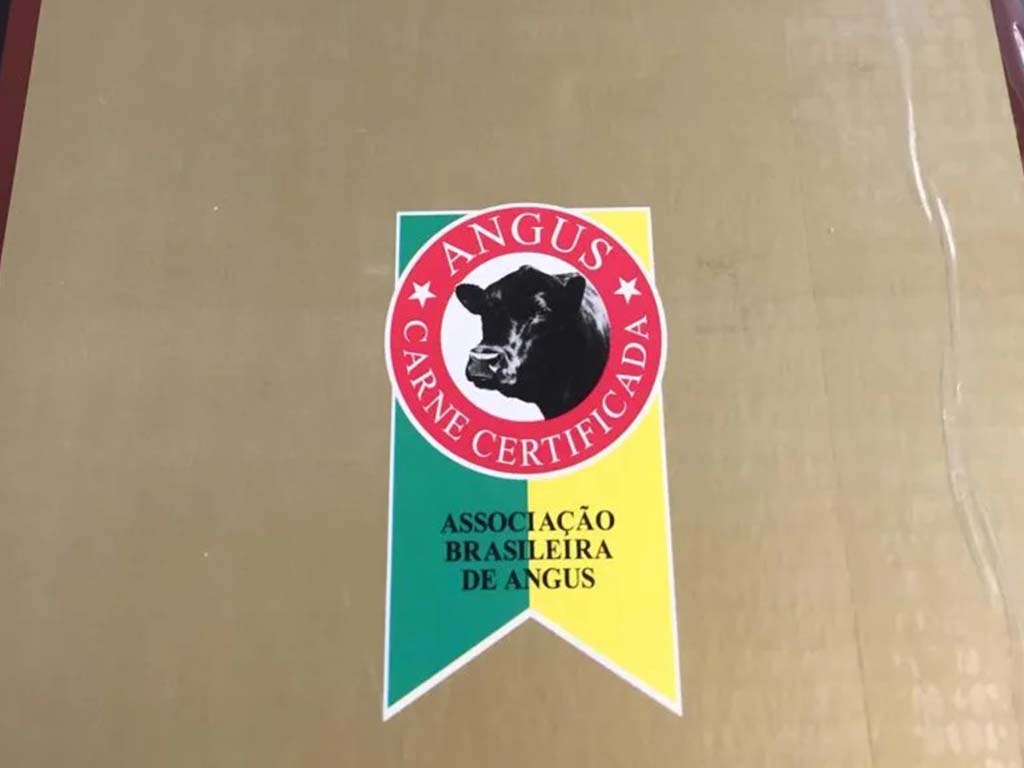 ANGUS
CARNE CERTIFICADA
ASSOCIAÇÃO
BRASILEIRA
DE ANGUS